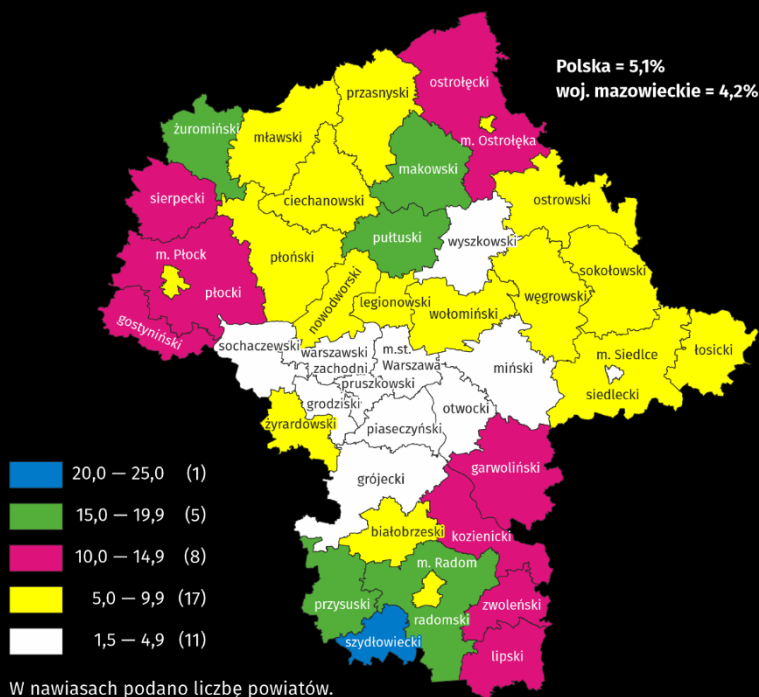 Polska = 5,1%
woj. mazowieckie = 4,2%
ostrołęcki
przasnyski
żuromiński
mławski
m. Ostrołęka
makowski
sierpecki
ciechanowski
ostrowski
pułtuski
wyszkowski
m. Płock
płoński
sokołowski
płocki
nowodworski
legionowski
węgrowski
wołomiński
gostyniński
sochaczewski
warszawski
zachodni
m.st.
Warszawa
miński
m. Siedlce
łosicki
pruszkowski
siedlecki
grodziski
otwocki
żyrardowski
piaseczyński
garwoliński
grójecki
białobrzeski
kozienicki
m. Radom
przysuski
zwoleński
radomski
szydłowiecki
lipski
20,0 — 25,0 (1)
15,0 — 19,9 (5)
10,0 — 14,9 (8)
5,0 — 9,9 (17)
1,5 — 4,9 (11)
W nawiasach podano liczbę powiatów.